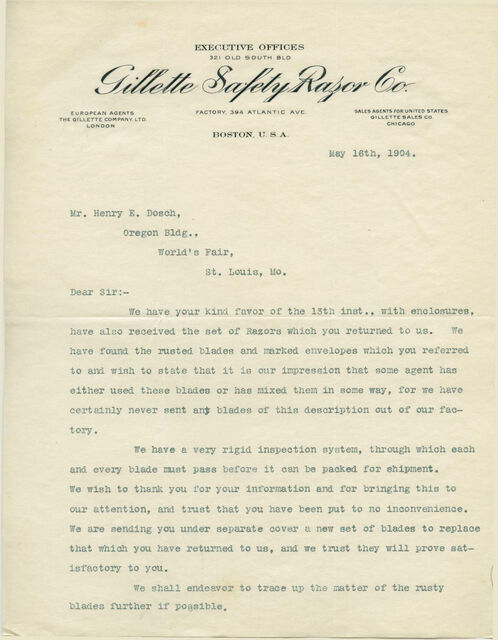 EXECUTIVE OFFICES
321 OLD SOUTH BLD
Gillette Safety Razor Co.
EUROPEAN AGENTS
THE GILLETTE COMPANY LTD.
LONDON
FACTORY, 394 ATLANTIC AVE.
SALES AGENTS FOR UNITED STATES
GILLETTE SALES CO.
CHICAGO
BOSTON, U.S.A.
May 16th, 1904.
Mr. Henry E. Dosch,
Oregon Bldg.,
World's Fair,
St. Louis, Mo.
Dear Sir:-
We have your kind favor of the 13th inst., with enclosures,
have also received the set of Razors which you returned to us. We
have found the rusted blades and marked envelopes which you referred
to and wish to state that it is our impression that some agent has
either used these blades or has mixed them in some way, for we have
certainly never sent any blades of this description out of our fac-
tory.
We have a very rigid inspection system, through which each
and every blade must pass before it can be packed for shipment.
We wish to thank you for your information and for bringing this to
our attention, and trust that you have been put to no inconvenience.
We are sending you under separate cover a new set of blades to replace
that which you have returned to us, and we trust they will prove sat-
isfactory to you.
We shall endeavor to trace up the matter of the rusty
blades further if possible.